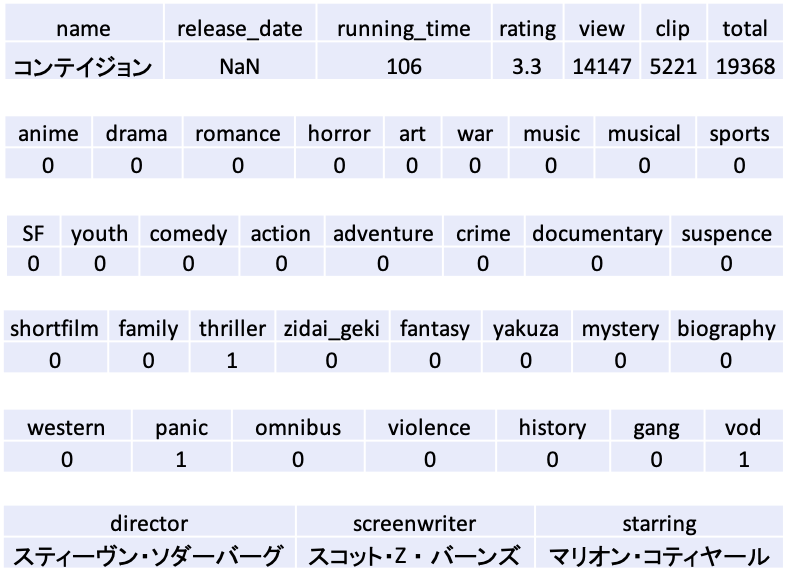 name release_date running_time rating view clip total
コンテイジョン NaN 106 3.3 14147 5221 19368
anime drama romance horror art war music musical sports
0 0 0 0 0 0 0 0 0
SF youth comedy action adventure crime documentary suspence
0 0 0 0 0 0 0 0
shortfilm family thriller zidai_geki fantasy yakuza mystery biography
0 0 1 0 0 0 0 0
western panic omnibus violence history gang vod
0 1 0 0 0 0 1
director screenwriter starring
スティーヴン・ソダーバーグ スコット・Z・バーンズ マリオン・コティヤール